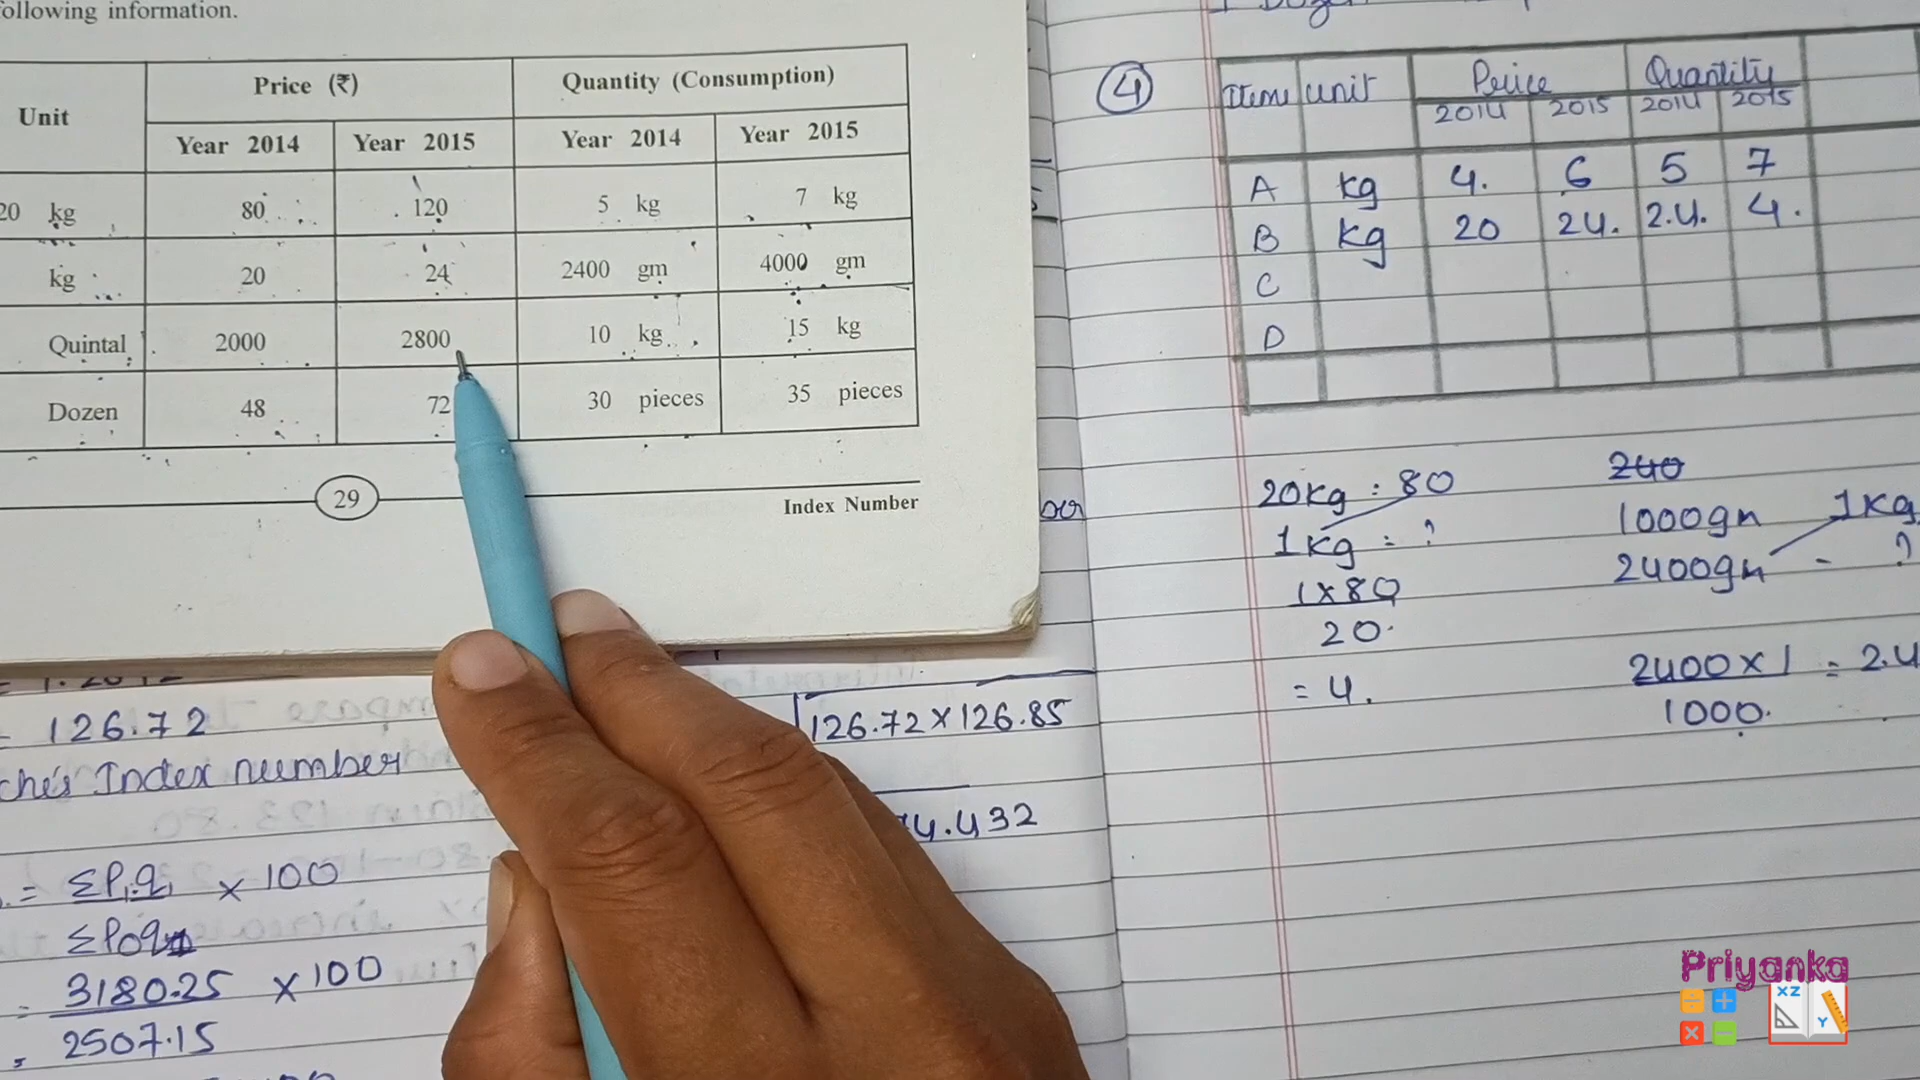 following information.
Unit Price (₹) Quantity (Consumption)
Year 2014 Year 2015 Year 2014 Year 2015
20 kg 80 120 5 kg 7 kg
kg 20 24 2400 gm 4000 gm
Quintal 2000 2800 10 kg 15 kg
Dozen 48 72 30 pieces 35 pieces
29
Index Number
= 126.72
Index number
= ΣP₁q₁ × 100
ΣP0q1
= 3180.25 × 100
2507.15
126.72 × 126.85
4.432
4
Item unit Price Quantity
2014 2015 2014 2015
A kg 4. 6 5 7
B kg 20 24. 2.4. 4.
C
D
20kg : 80
1kg = ?
1 × 80
20.
= 4.
240
1000gm 1kg
2400gm - ?
2400 × 1 = 2.4
1000.
Priyanka
XZ
Y